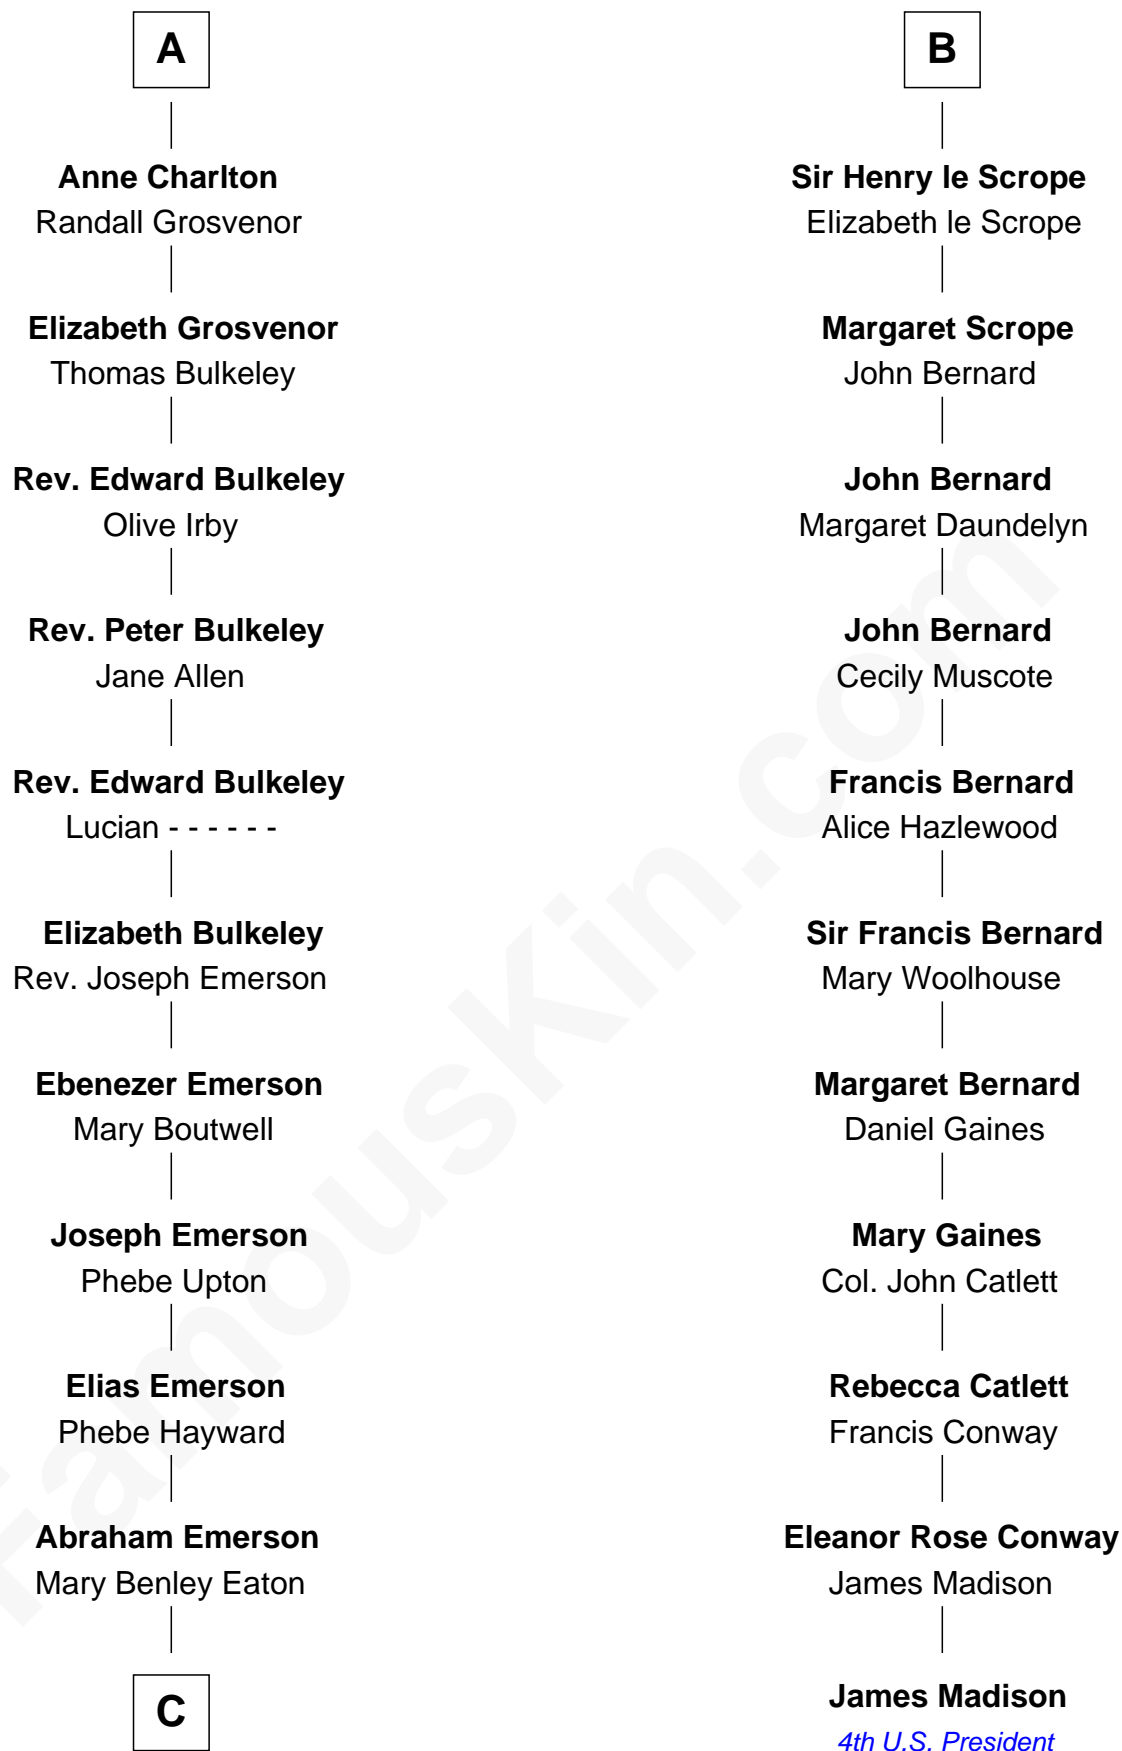 A
Anne Charlton
Randall Grosvenor
Elizabeth Grosvenor
Thomas Bulkeley
Rev. Edward Bulkeley
Olive Irby
Rev. Peter Bulkeley
Jane Allen
Rev. Edward Bulkeley
Lucian - - - - - -
Elizabeth Bulkeley
Rev. Joseph Emerson
Ebenezer Emerson
Mary Boutwell
Joseph Emerson
Phebe Upton
Elias Emerson
Phebe Hayward
Abraham Emerson
Mary Benley Eaton
C
B
Sir Henry le Scrope
Elizabeth le Scrope
Margaret Scrope
John Bernard
John Bernard
Margaret Daundelyn
John Bernard
Cecily Muscote
Francis Bernard
Alice Hazlewood
Sir Francis Bernard
Mary Woolhouse
Margaret Bernard
Daniel Gaines
Mary Gaines
Col. John Catlett
Rebecca Catlett
Francis Conway
Eleanor Rose Conway
James Madison
James Madison
4th U.S. President
FamousKin.com